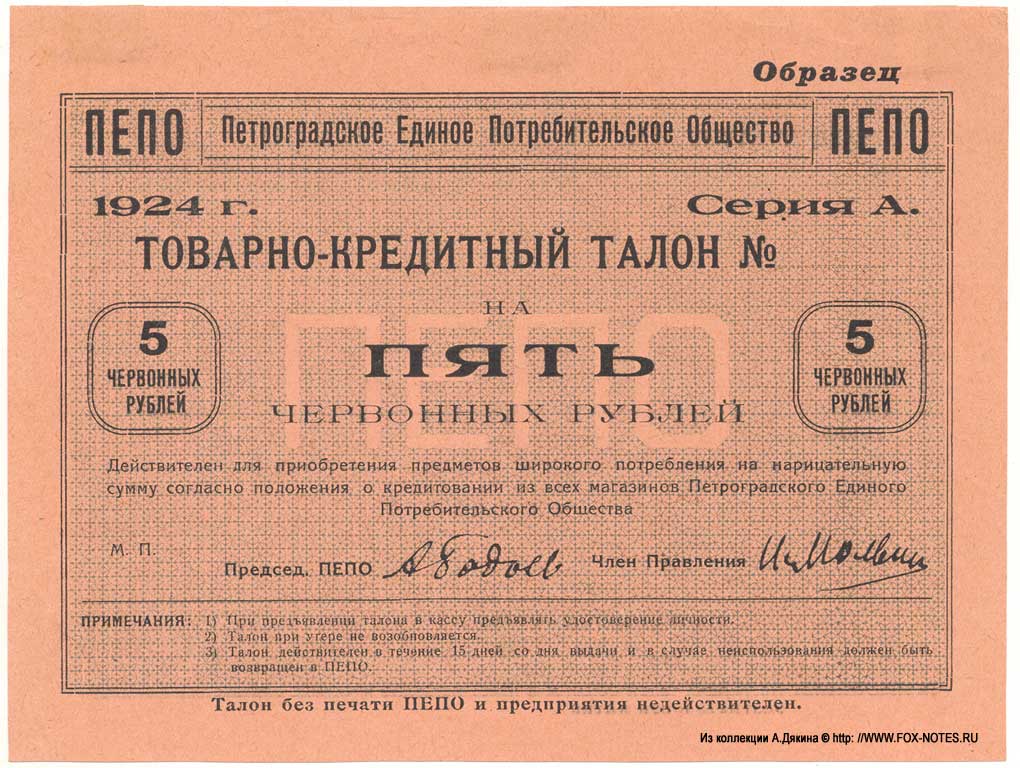 Образец
ПЕПО Петроградское Единое Потребительское Общество ПЕПО
1924 г. Серия А.
ТОВАРНО-КРЕДИТНЫЙ ТАЛОН №
НА
5 ПЯТЬ 5
ЧЕРВОННЫХ ЧЕРВОННЫХ
РУБЛЕЙ ЧЕРВОННЫХ РУБЛЕЙ РУБЛЕЙ
ПЕПО
Действителен для приобретения предметов широкого потребления на нарицательную
сумму согласно положения о кредитовании из всех магазинов Петроградского Единого
Потребительского Общества
М. П.
Председ. ПЕПО Член Правления
ПРИМЕЧАНИЯ: 1) При предъявлении талона в кассу предъявлять удостоверение личности.
2) Талон при утере не возобновляется.
3) Талон действителен в течение 15 дней со дня выдачи и в случае неиспользования должен быть
возвращен в ПЕПО.
Талон без печати ПЕПО и предприятия недействителен.
Из коллекции А.Дякина © http: //WWW.FOX-NOTES.RU